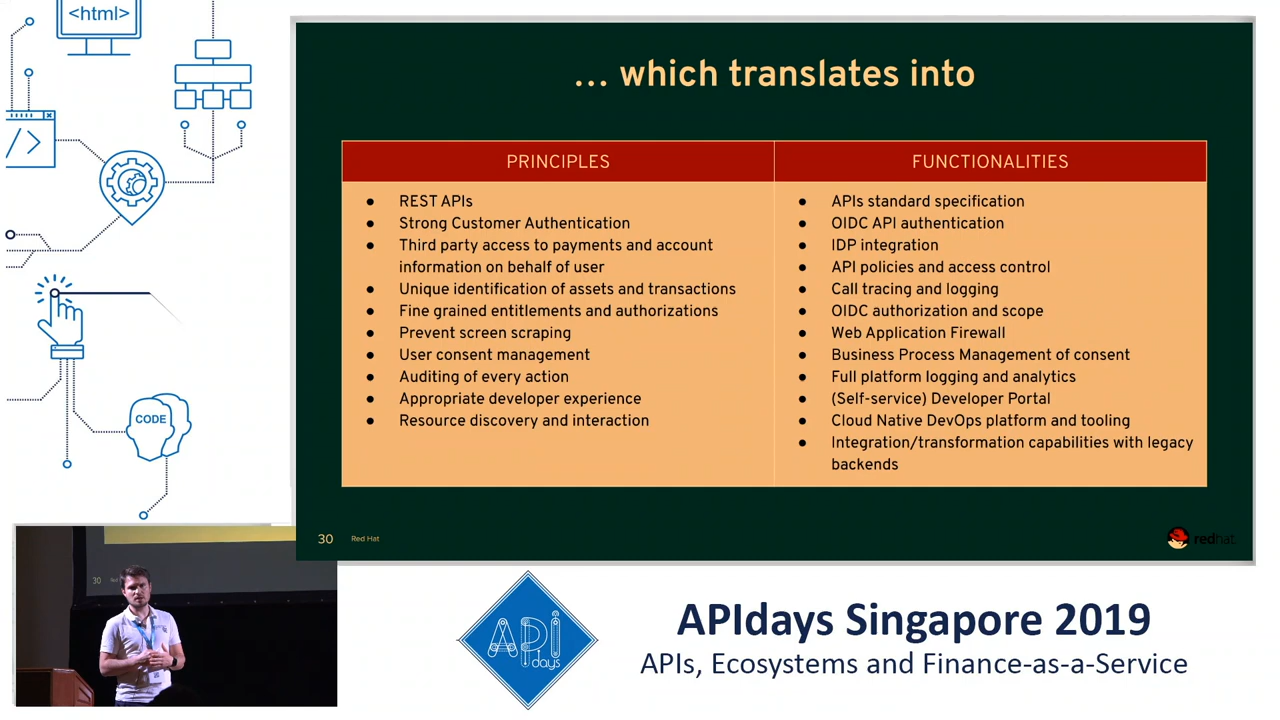 <html>
</>
CODE
… which translates into
PRINCIPLES
● REST APIs
● Strong Customer Authentication
● Third party access to payments and account
information on behalf of user
● Unique identification of assets and transactions
● Fine grained entitlements and authorizations
● Prevent screen scraping
● User consent management
● Auditing of every action
● Appropriate developer experience
● Resource discovery and interaction
FUNCTIONALITIES
● APIs standard specification
● OIDC API authentication
● IDP integration
● API policies and access control
● Call tracing and logging
● OIDC authorization and scope
● Web Application Firewall
● Business Process Management of consent
● Full platform logging and analytics
● (Self-service) Developer Portal
● Cloud Native DevOps platform and tooling
● Integration/transformation capabilities with legacy
backends
30 Red Hat
redhat.
30
API
days
APIdays Singapore 2019
APIs, Ecosystems and Finance-as-a-Service